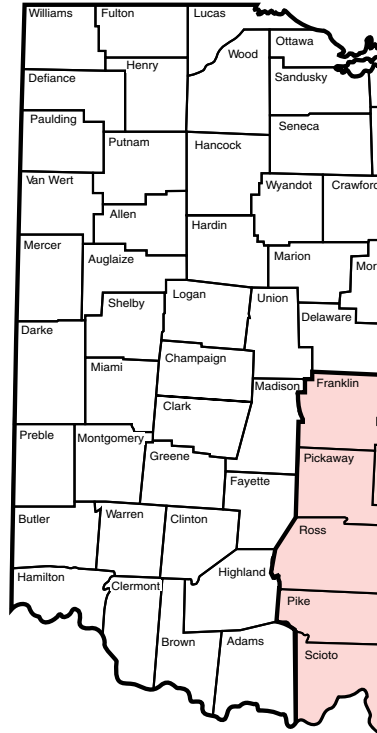 Williams
Fulton
Lucas
Wood
Ottawa
Henry
Defiance
Sandusky
Paulding
Seneca
Putnam
Hancock
Van Wert
Wyandot
Crawford
Allen
Hardin
Mercer
Auglaize
Marion
Mor
Logan
Union
Shelby
Delaware
Darke
Champaign
Miami
Madison
Franklin
Clark
Preble
Montgomery
Greene
Pickaway
Fayette
Butler
Warren
Clinton
Ross
Hamilton
Clermont
Highland
Pike
Brown
Adams
Scioto